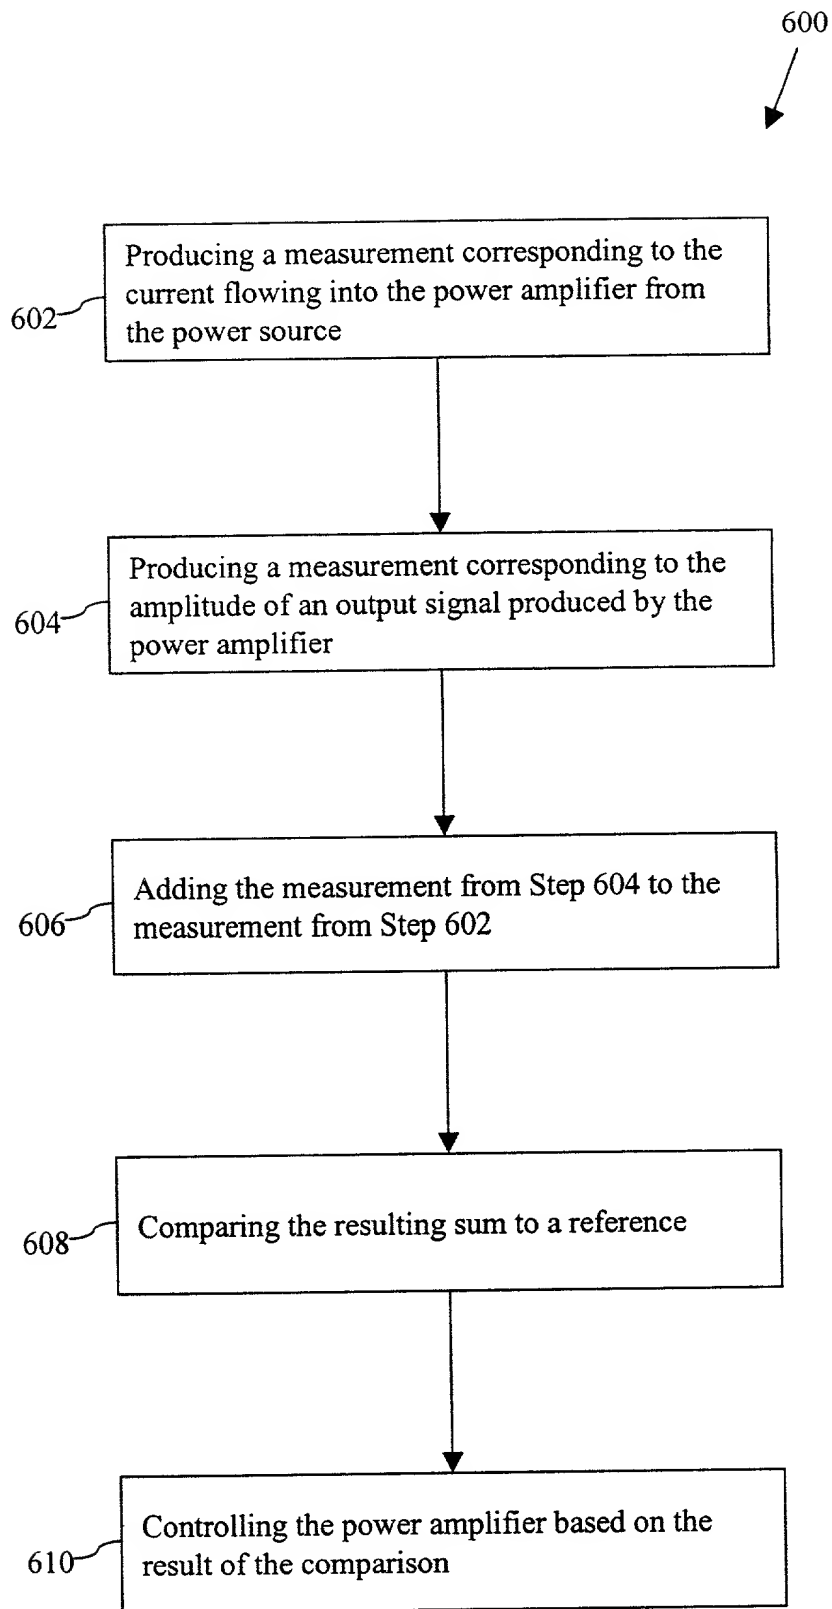 600
602
Producing a measurement corresponding to the
current flowing into the power amplifier from
the power source
604
Producing a measurement corresponding to the
amplitude of an output signal produced by the
power amplifier
606
Adding the measurement from Step 604 to the
measurement from Step 602
608
Comparing the resulting sum to a reference
610
Controlling the power amplifier based on the
result of the comparison